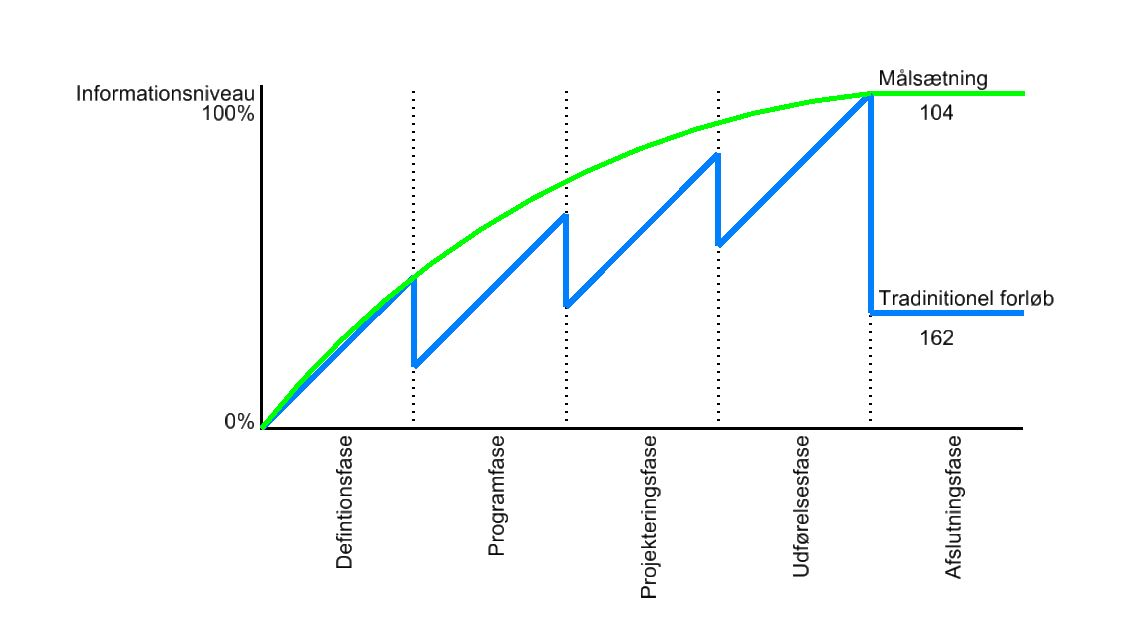 Informationsniveau
100%
0%
Målsætning
104
Tradinitionel forløb
162
Defintionsfase
Programfase
Projekteringsfase
Udførelsesfase
Afslutningsfase